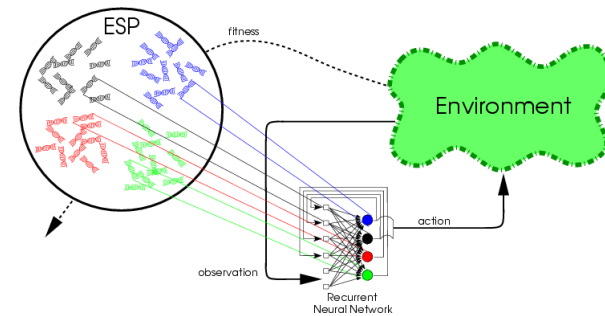 ESP
fitness
Environment
action
observation
Recurrent
Neural Network